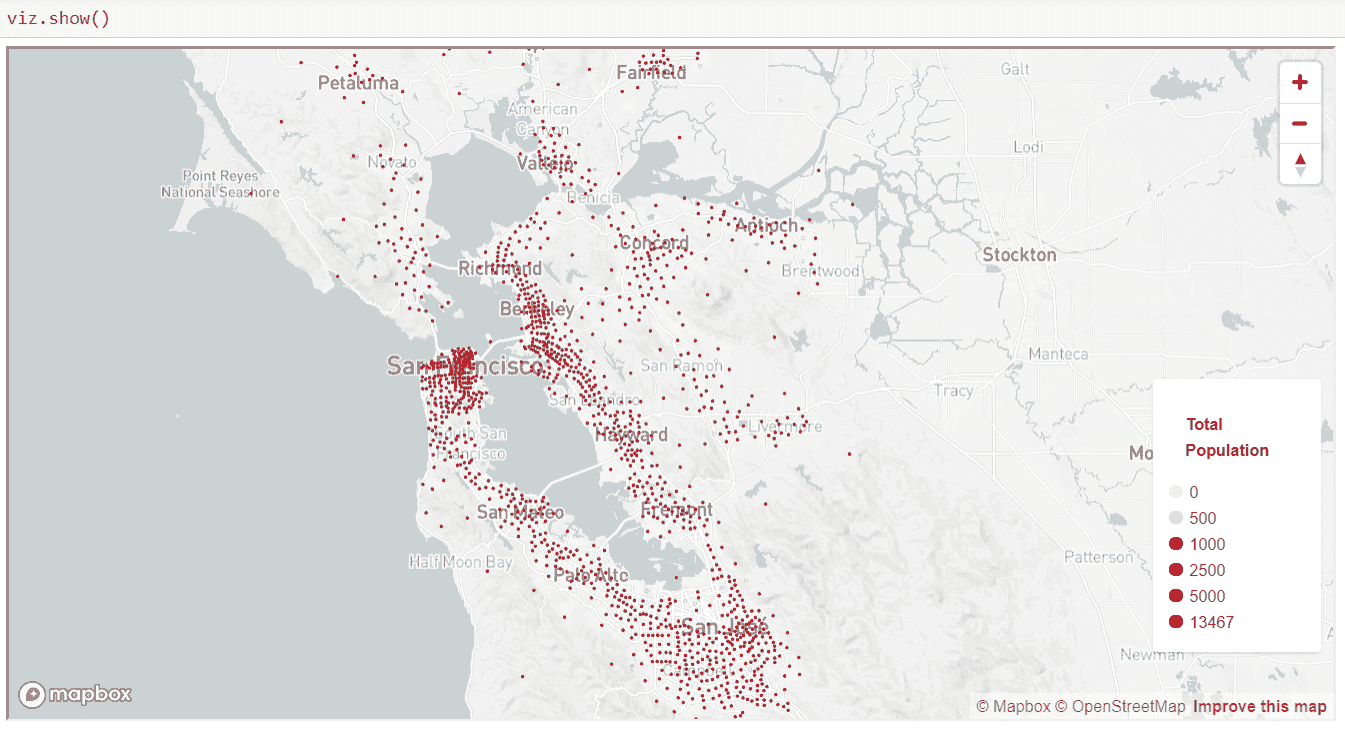 viz.show()
Petaluma
Fairfield
Galt
American
Canyon
Lodi
Novato
Vallejo
Point Reyes
National Seashore
Benicia
Antioch
Concord
Stockton
Richmond
Brentwood
Berkeley
Manteca
San Francisco
San Ramon
Tracy
San Leandro
Livermore
Total
Population
South San
Francisco
Hayward
Mo
0
San Mateo
Fremont
500
1000
Half Moon Bay
Palo Alto
Patterson
2500
5000
San José
13467
Newman
mapbox
© Mapbox © OpenStreetMap Improve this map